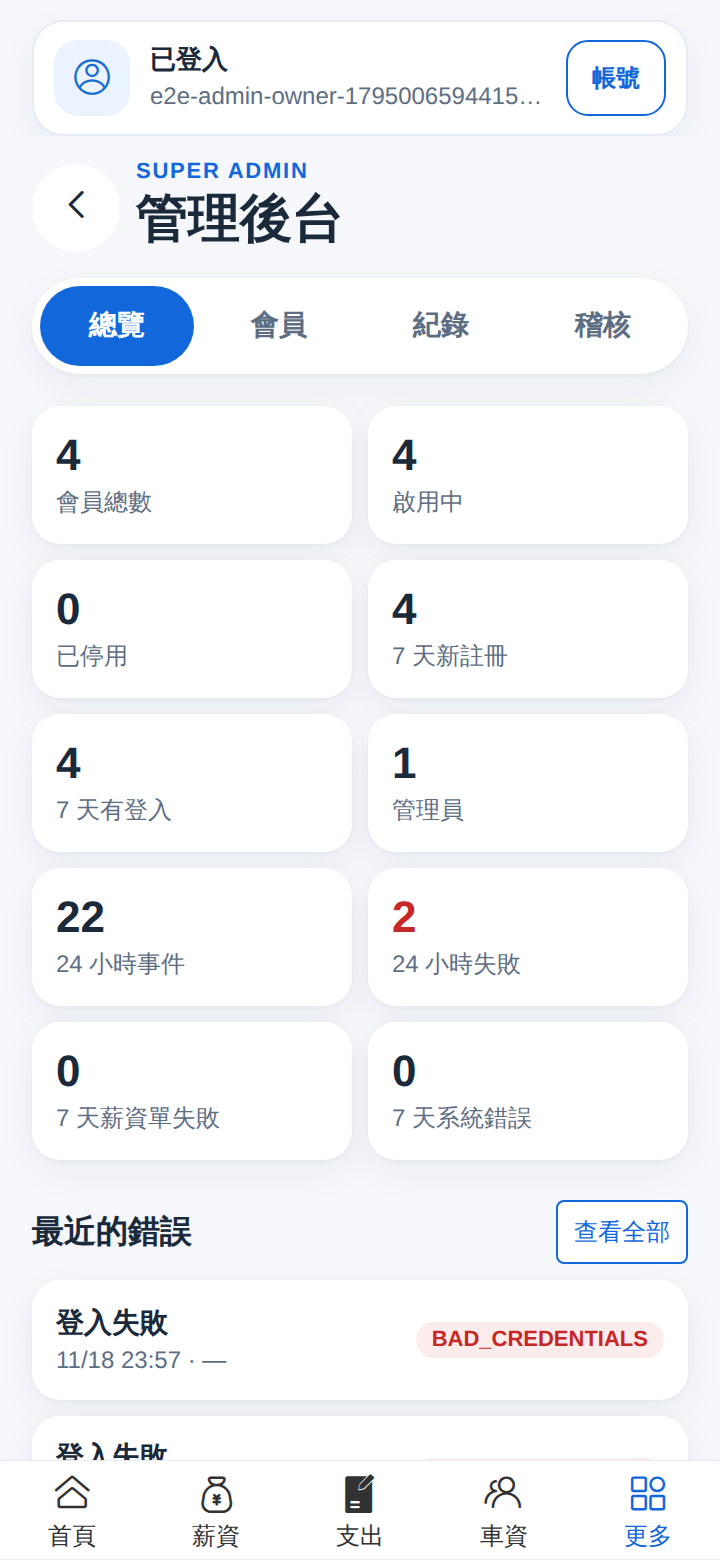 已登入
e2e-admin-owner-1795006594415…
帳號
SUPER ADMIN
管理後台
總覽
會員
紀錄
稽核
4
會員總數
4
啟用中
0
已停用
4
7 天新註冊
4
7 天有登入
1
管理員
22
24 小時事件
2
24 小時失敗
0
7 天薪資單失敗
0
7 天系統錯誤
最近的錯誤
查看全部
登入失敗
11/18 23:57 · —
BAD_CREDENTIALS
登入失敗
首頁
薪資
支出
車資
更多